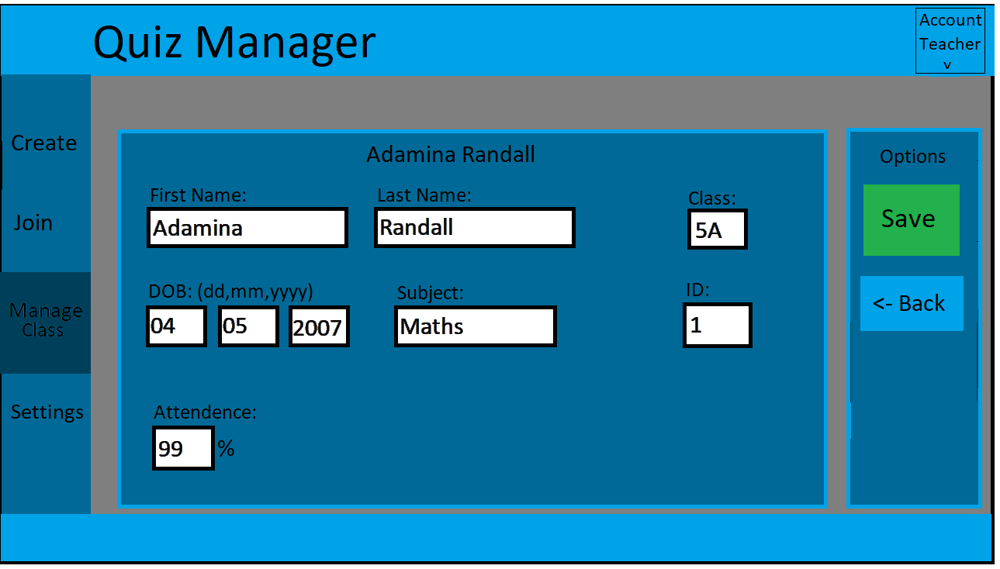 Quiz Manager
Account
Teacher
v
Create
Join
Manage
Class
Settings
Adamina Randall
First Name:
Last Name:
Class:
Adamina
Randall
5A
DOB: (dd,mm,yyyy)
Subject:
ID:
04
05
2007
Maths
1
Attendence:
99
%
Options
Save
<- Back